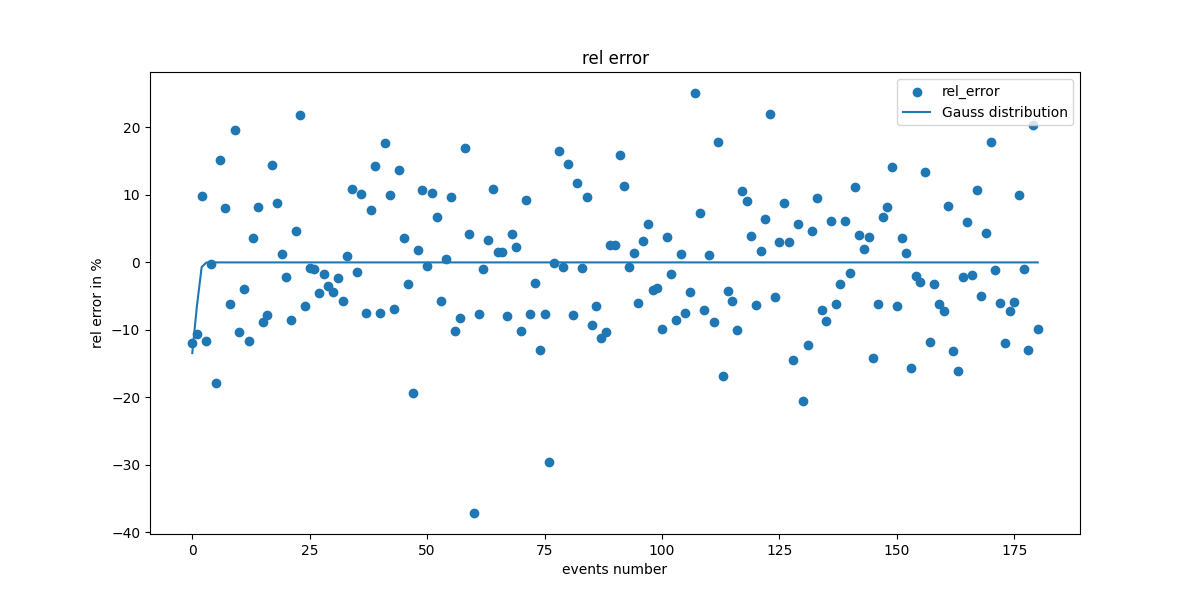 rel error
rel_error
Gauss distribution
rel error in %
20
10
0
−10
−20
−30
−40
0 25 50 75 100 125 150 175
events number